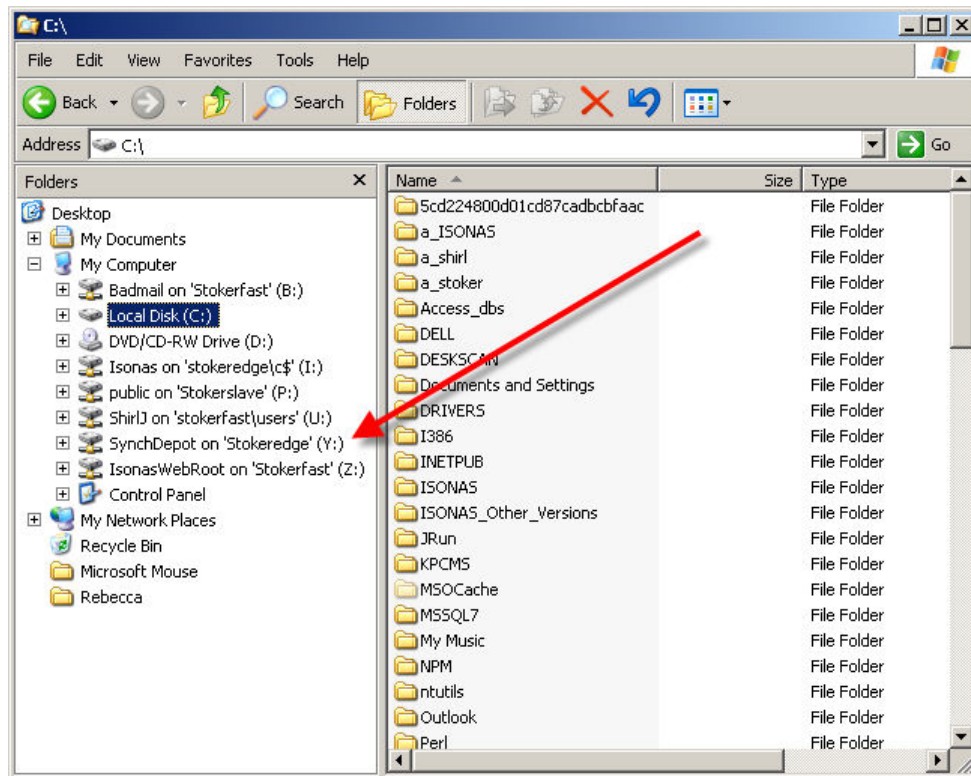 C:\
File Edit View Favorites Tools Help
Back Search Folders
Address C:\ Go
Folders
Desktop
My Documents
My Computer
Badmail on 'Stokerfast' (B:)
Local Disk (C:)
DVD/CD-RW Drive (D:)
Isonas on 'stokeredge\c$' (I:)
public on 'Stokerslave' (P:)
ShirlJ on 'stokerfast\users' (U:)
SynchDepot on 'Stokeredge' (Y:)
IsonasWebRoot on 'Stokerfast' (Z:)
Control Panel
My Network Places
Recycle Bin
Microsoft Mouse
Rebecca
Name Size Type
5cd224800d01cd87cadbcbfaac File Folder
a_ISONAS File Folder
a_shirl File Folder
a_stoker File Folder
Access_dbs File Folder
DELL File Folder
DESKSCAN File Folder
Documents and Settings File Folder
DRIVERS File Folder
I386 File Folder
INETPUB File Folder
ISONAS File Folder
ISONAS_Other_Versions File Folder
JRun File Folder
KPCMS File Folder
MSOCache File Folder
MSSQL7 File Folder
My Music File Folder
NPM File Folder
ntutils File Folder
Outlook File Folder
Perl File Folder